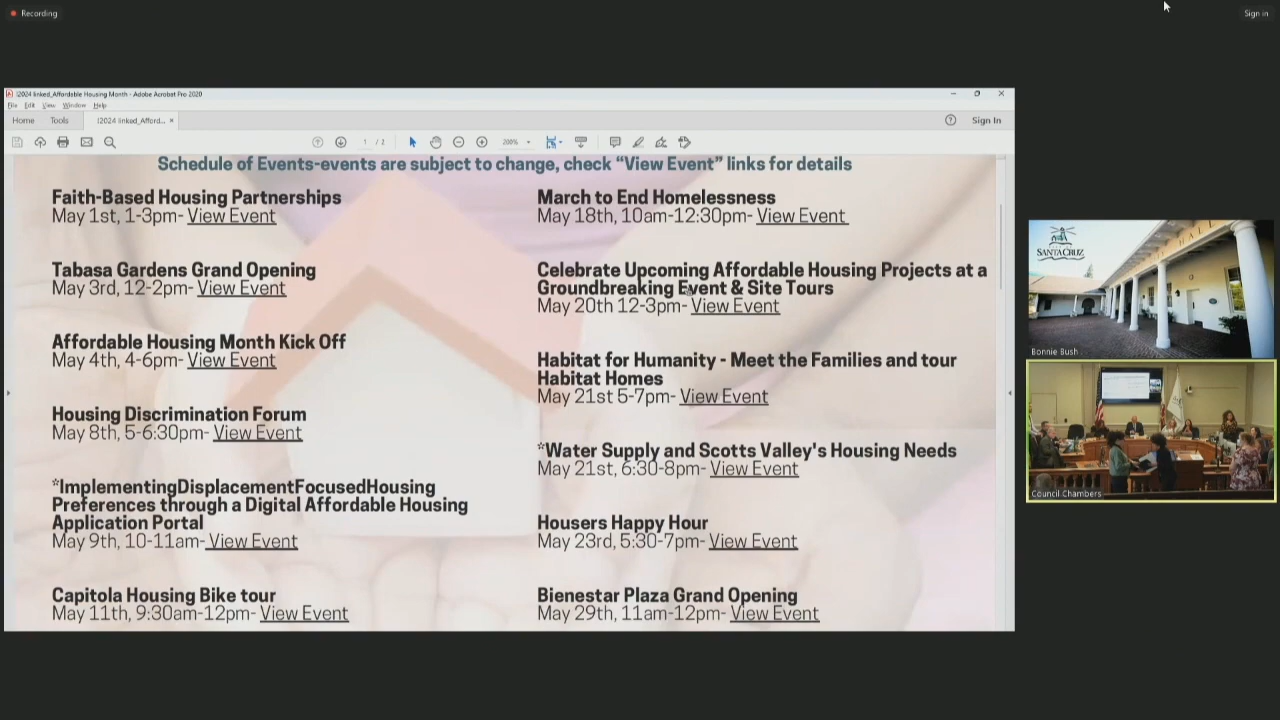 Recording
Sign in
!2024 linked_Affordable Housing Month - Adobe Acrobat Pro 2020
File Edit View Window Help
Home Tools !2024 linked_Afford... ×
Sign In
1 / 2
200%
Schedule of Events-events are subject to change, check “View Event” links for details
Faith-Based Housing Partnerships
May 1st, 1-3pm- View Event
Tabasa Gardens Grand Opening
May 3rd, 12-2pm- View Event
Affordable Housing Month Kick Off
May 4th, 4-6pm- View Event
Housing Discrimination Forum
May 8th, 5-6:30pm- View Event
*ImplementingDisplacementFocusedHousing
Preferences through a Digital Affordable Housing
Application Portal
May 9th, 10-11am- View Event
Capitola Housing Bike tour
May 11th, 9:30am-12pm- View Event
March to End Homelessness
May 18th, 10am-12:30pm- View Event
Celebrate Upcoming Affordable Housing Projects at a
Groundbreaking Event & Site Tours
May 20th 12-3pm- View Event
Habitat for Humanity - Meet the Families and tour
Habitat Homes
May 21st 5-7pm- View Event
*Water Supply and Scotts Valley's Housing Needs
May 21st, 6:30-8pm- View Event
Housers Happy Hour
May 23rd, 5:30-7pm- View Event
Bienestar Plaza Grand Opening
May 29th, 11am-12pm- View Event
SANTA CRUZ
HALL
Bonnie Bush
Council Chambers